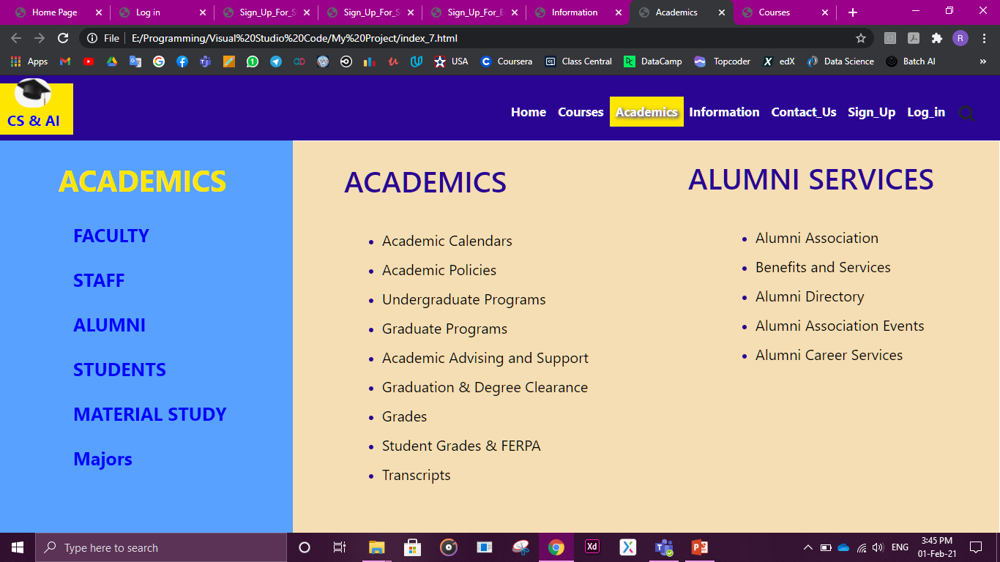 Home Page
Log in
Sign_Up_For_S
Sign_Up_For_S
Sign_Up_For_E
Information
Academics
Courses
File
E:/Programming/Visual%20Studio%20Code/My%20Project/index_7.html
R
Apps
USA
Coursera
Class Central
DataCamp
Topcoder
edX
Data Science
Batch AI
»
CS & AI
Home
Courses
Academics
Information
Contact_Us
Sign_Up
Log_in
ACADEMICS
FACULTY
STAFF
ALUMNI
STUDENTS
MATERIAL STUDY
Majors
ACADEMICS
• Academic Calendars
• Academic Policies
• Undergraduate Programs
• Graduate Programs
• Academic Advising and Support
• Graduation & Degree Clearance
• Grades
• Student Grades & FERPA
• Transcripts
ALUMNI SERVICES
• Alumni Association
• Benefits and Services
• Alumni Directory
• Alumni Association Events
• Alumni Career Services
Type here to search
Xd
ENG
3:45 PM
01-Feb-21